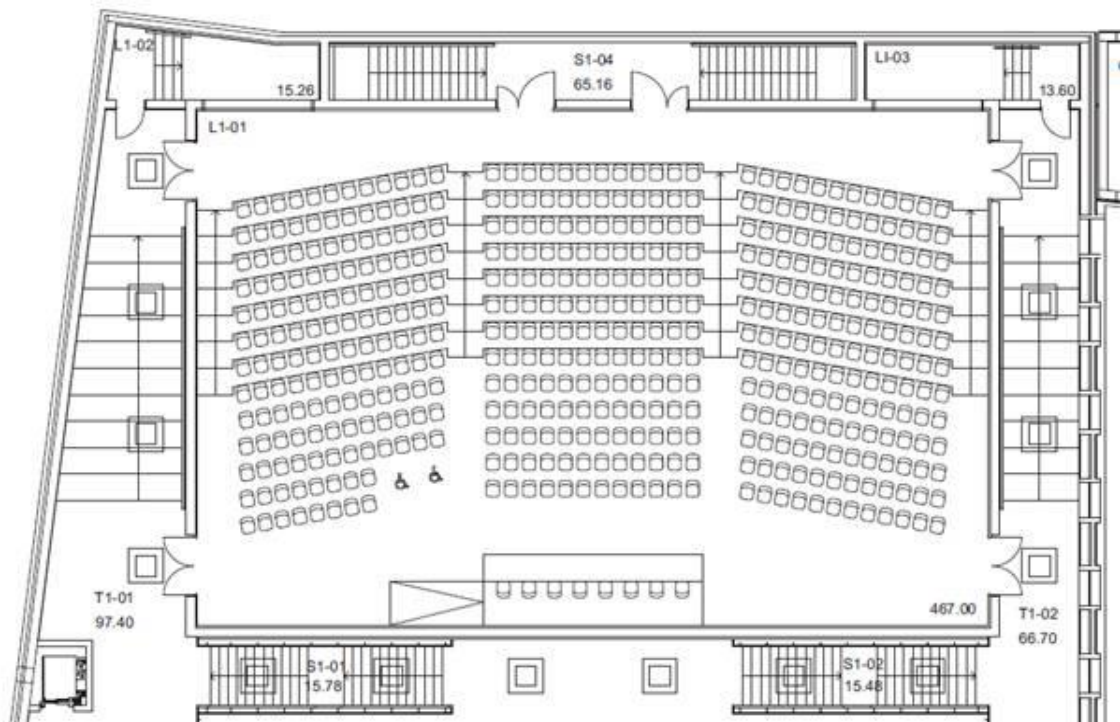 L1-02
S1-04
LI-03
15.26
65.16
13.60
L1-01
T1-01
97.40
467.00
T1-02
66.70
S1-01
15.78
S1-02
15.48